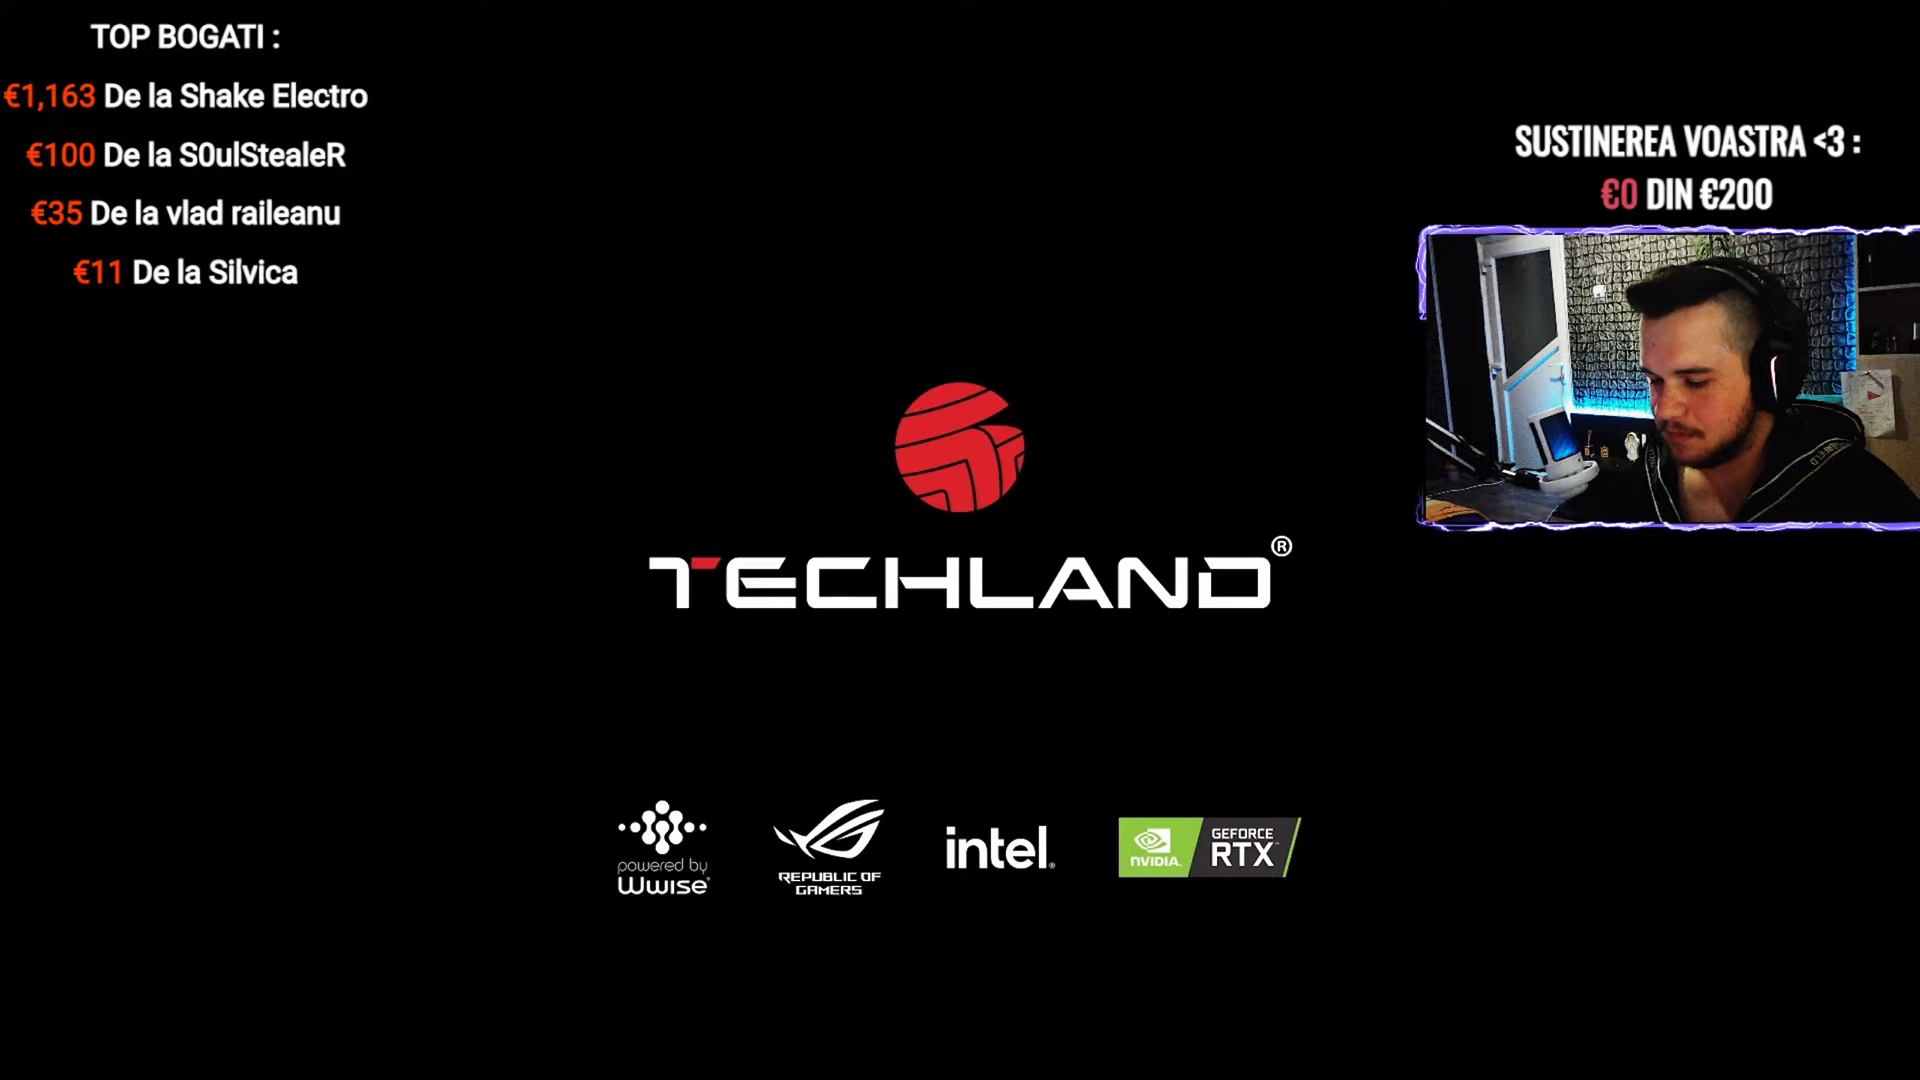 TOP BOGATI :
€1,163 De la Shake Electro
€100 De la S0ulStealeR
€35 De la vlad raileanu
€11 De la Silvica
SUSTINEREA VOASTRA <3 :
€0 DIN €200
TECHLAND®
powered by
Wwise®
REPUBLIC OF
GAMERS
intel®
NVIDIA.
GEFORCE
RTX™